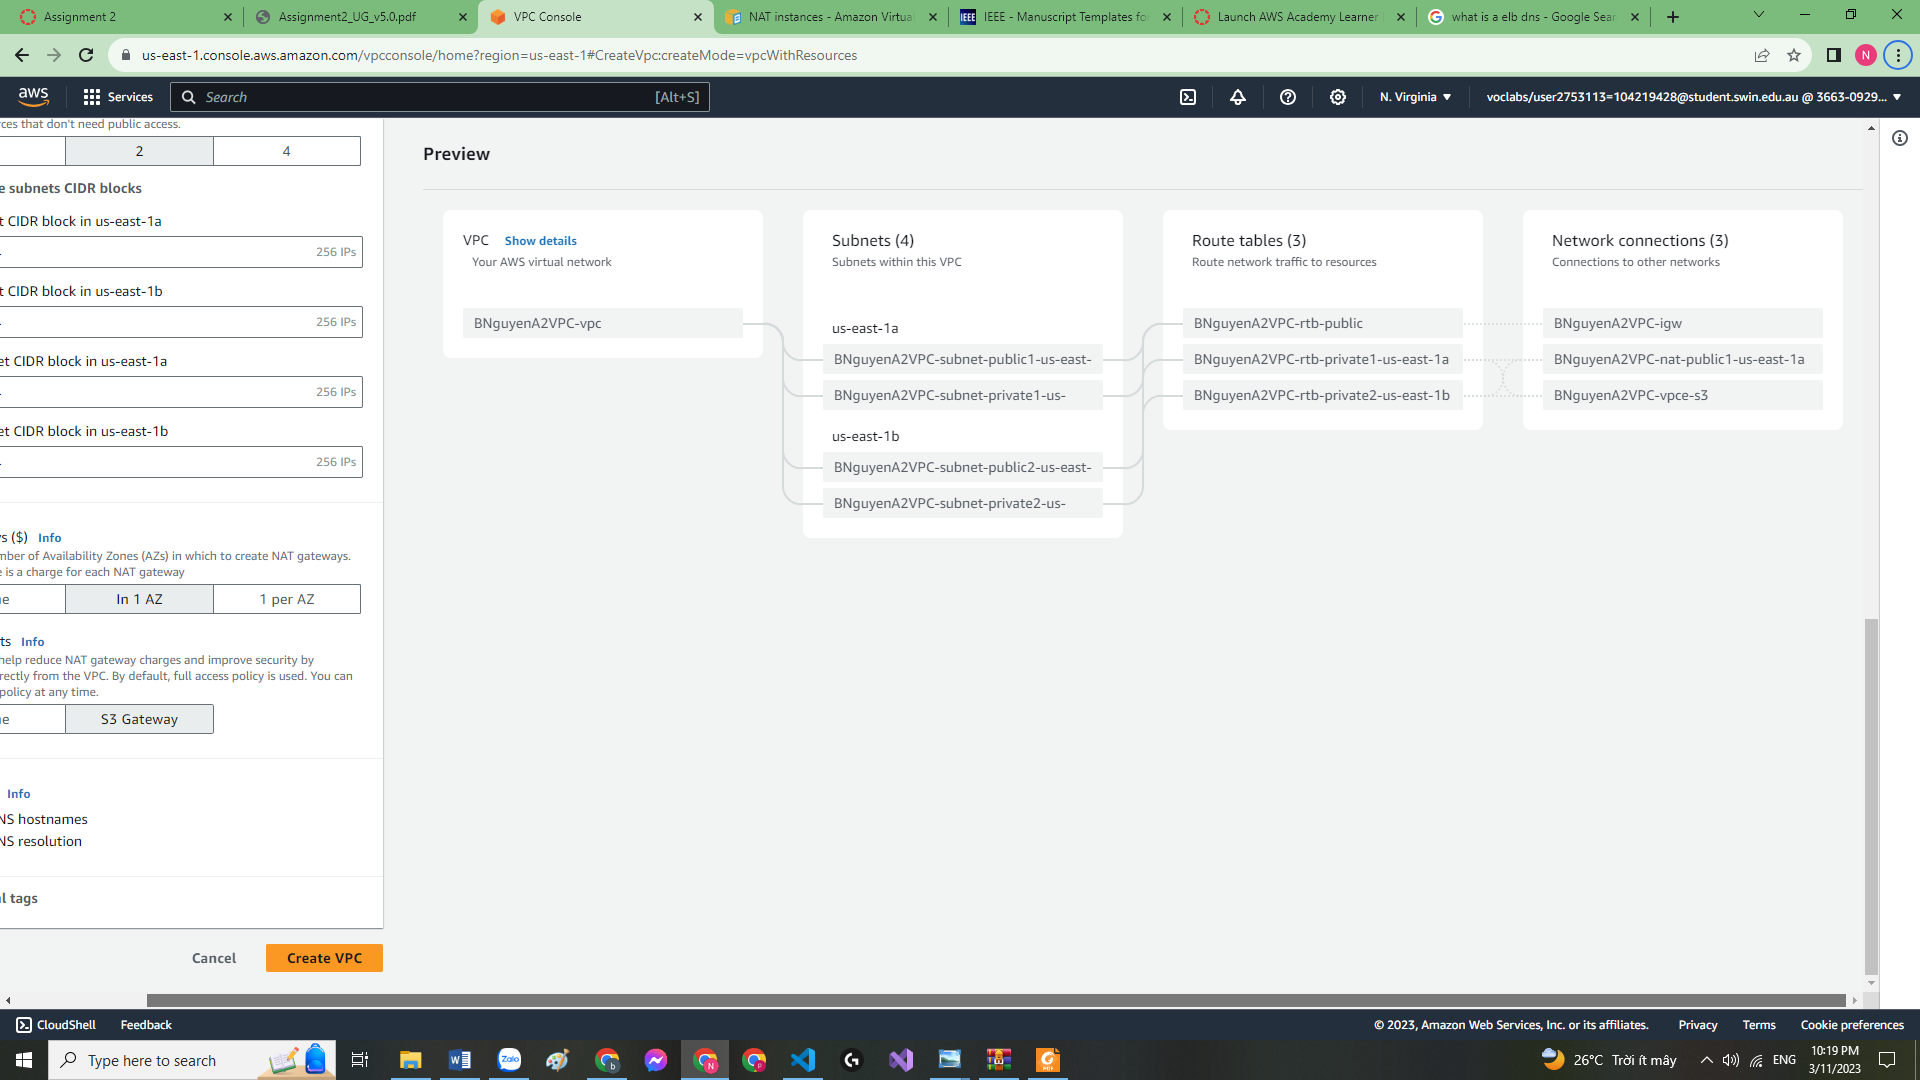 Assignment 2
Assignment2_UG_v5.0.pdf
VPC Console
NAT instances - Amazon Virtual
IEEE - Manuscript Templates for
Launch AWS Academy Learner
what is a elb dns - Google Sear
us-east-1.console.aws.amazon.com/vpcconsole/home?region=us-east-1#CreateVpc:createMode=vpcWithResources
N
aws
Services
Search
[Alt+S]
N. Virginia
voclabs/user2753113=104219428@student.swin.edu.au @ 3663-0929...
ces that don't need public access.
2
4
e subnets CIDR blocks
t CIDR block in us-east-1a
256 IPs
t CIDR block in us-east-1b
256 IPs
et CIDR block in us-east-1a
256 IPs
et CIDR block in us-east-1b
256 IPs
s ($) Info
mber of Availability Zones (AZs) in which to create NAT gateways.
e is a charge for each NAT gateway
ne
In 1 AZ
1 per AZ
ts Info
help reduce NAT gateway charges and improve security by
rectly from the VPC. By default, full access policy is used. You can
policy at any time.
ne
S3 Gateway
Info
NS hostnames
NS resolution
l tags
Cancel
Create VPC
Preview
VPC Show details
Your AWS virtual network
BNguyenA2VPC-vpc
Subnets (4)
Subnets within this VPC
us-east-1a
BNguyenA2VPC-subnet-public1-us-east-
BNguyenA2VPC-subnet-private1-us-
us-east-1b
BNguyenA2VPC-subnet-public2-us-east-
BNguyenA2VPC-subnet-private2-us-
Route tables (3)
Route network traffic to resources
BNguyenA2VPC-rtb-public
BNguyenA2VPC-rtb-private1-us-east-1a
BNguyenA2VPC-rtb-private2-us-east-1b
Network connections (3)
Connections to other networks
BNguyenA2VPC-igw
BNguyenA2VPC-nat-public1-us-east-1a
BNguyenA2VPC-vpce-s3
CloudShell
Feedback
© 2023, Amazon Web Services, Inc. or its affiliates.
Privacy
Terms
Cookie preferences
Type here to search
26°C Trời ít mây
ENG
10:19 PM
3/11/2023